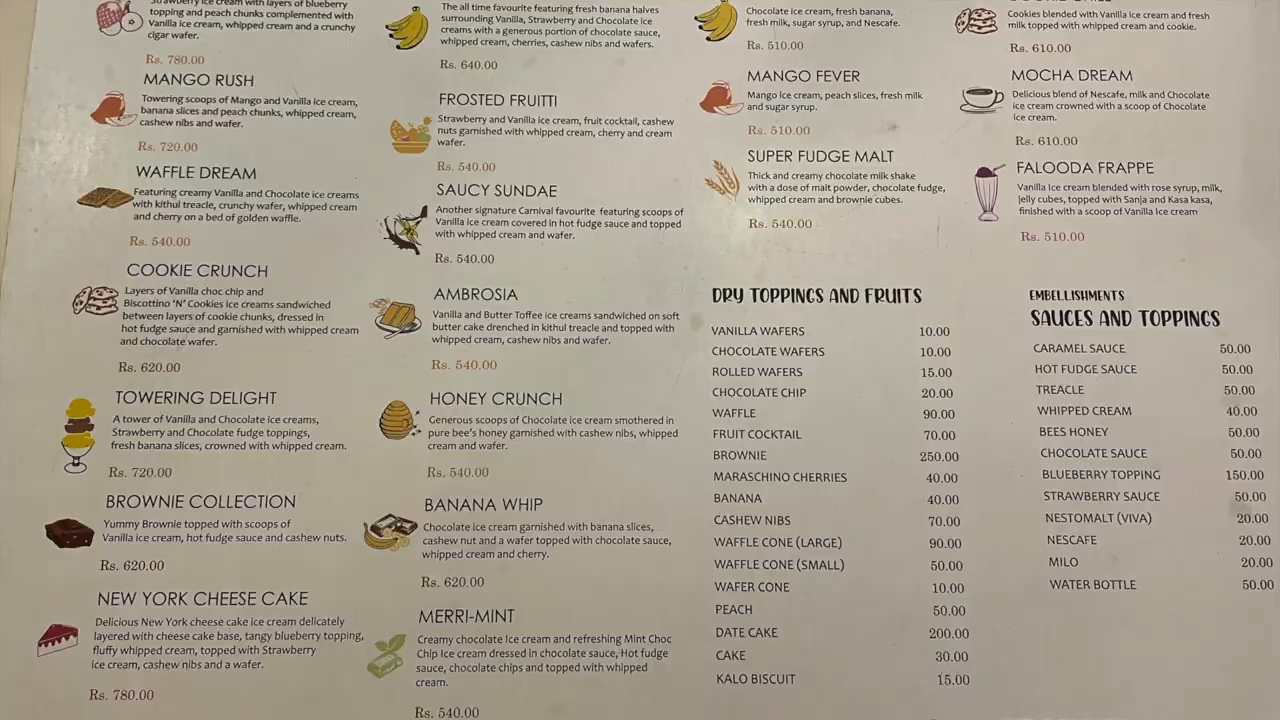 Strawberry ice cream with layers of blueberry
topping and peach chunks complemented with
Vanilla ice cream, whipped cream and a crunchy
cigar wafer.
Rs. 780.00
MANGO RUSH
Towering scoops of Mango and Vanilla ice cream,
banana slices and peach chunks, whipped cream,
cashew nibs and wafer.
Rs. 720.00
WAFFLE DREAM
Featuring creamy Vanilla and Chocolate ice creams
with kithul treacle, crunchy wafer, whipped cream
and cherry on a bed of golden waffle.
Rs. 540.00
COOKIE CRUNCH
Layers of Vanilla choc chip and
Biscottino 'N' Cookies ice creams sandwiched
between layers of cookie chunks, dressed in
hot fudge sauce and garnished with whipped cream
and chocolate wafer.
Rs. 620.00
TOWERING DELIGHT
A tower of Vanilla and Chocolate ice creams,
Strawberry and Chocolate fudge toppings,
fresh banana slices, crowned with whipped cream.
Rs. 720.00
BROWNIE COLLECTION
Yummy Brownie topped with scoops of
Vanilla ice cream, hot fudge sauce and cashew nuts.
Rs. 620.00
NEW YORK CHEESE CAKE
Delicious New York cheese cake ice cream delicately
layered with cheese cake base, tangy blueberry topping,
fluffy whipped cream, topped with Strawberry
ice cream, cashew nibs and a wafer.
Rs. 780.00
The all time favourite featuring fresh banana halves
surrounding Vanilla, Strawberry and Chocolate ice
creams with a generous portion of chocolate sauce,
whipped cream, cherries, cashew nibs and wafers.
Rs. 640.00
FROSTED FRUITTI
Strawberry and Vanilla ice cream, fruit cocktail, cashew
nuts garnished with whipped cream, cherry and cream
wafer.
Rs. 540.00
SAUCY SUNDAE
Another signature Carnival favourite featuring scoops of
Vanilla ice cream covered in hot fudge sauce and topped
with whipped cream and wafer.
Rs. 540.00
AMBROSIA
Vanilla and Butter Toffee ice creams sandwiched on soft
butter cake drenched in kithul treacle and topped with
whipped cream, cashew nibs and wafer.
Rs. 540.00
HONEY CRUNCH
Generous scoops of Chocolate ice cream smothered in
pure bee's honey garnished with cashew nibs, whipped
cream and wafer.
Rs. 540.00
BANANA WHIP
Chocolate ice cream garnished with banana slices,
cashew nut and a wafer topped with chocolate sauce,
whipped cream and cherry.
Rs. 620.00
MERRI-MINT
Creamy chocolate Ice cream and refreshing Mint Choc
Chip Ice cream dressed in chocolate sauce, Hot fudge
sauce, chocolate chips and topped with whipped
cream.
Rs. 540.00
Chocolate ice cream, fresh banana,
fresh milk, sugar syrup, and Nescafe.
Rs. 510.00
MANGO FEVER
Mango ice cream, peach slices, fresh milk
and sugar syrup.
Rs. 510.00
SUPER FUDGE MALT
Thick and creamy chocolate milk shake
with a dose of malt powder, chocolate fudge,
whipped cream and brownie cubes.
Rs. 540.00
Cookies blended with Vanilla ice cream and fresh
milk topped with whipped cream and cookie.
Rs. 610.00
MOCHA DREAM
Delicious blend of Nescafe, milk and Chocolate
ice cream crowned with a scoop of Chocolate
Ice cream.
Rs. 610.00
FALOODA FRAPPE
Vanilla Ice cream blended with rose syrup, milk,
jelly cubes, topped with Sanja and Kasa kasa,
finished with a scoop of Vanilla Ice cream
Rs. 510.00
DRY TOPPINGS AND FRUITS
VANILLA WAFERS 10.00
CHOCOLATE WAFERS 10.00
ROLLED WAFERS 15.00
CHOCOLATE CHIP 20.00
WAFFLE 90.00
FRUIT COCKTAIL 70.00
BROWNIE 250.00
MARASCHINO CHERRIES 40.00
BANANA 40.00
CASHEW NIBS 70.00
WAFFLE CONE (LARGE) 90.00
WAFFLE CONE (SMALL) 50.00
WAFER CONE 10.00
PEACH 50.00
DATE CAKE 200.00
CAKE 30.00
KALO BISCUIT 15.00
EMBELLISHMENTS
SAUCES AND TOPPINGS
CARAMEL SAUCE 50.00
HOT FUDGE SAUCE 50.00
TREACLE 50.00
WHIPPED CREAM 40.00
BEES HONEY 50.00
CHOCOLATE SAUCE 50.00
BLUEBERRY TOPPING 150.00
STRAWBERRY SAUCE 50.00
NESTOMALT (VIVA) 20.00
NESCAFE 20.00
MILO 20.00
WATER BOTTLE 50.00